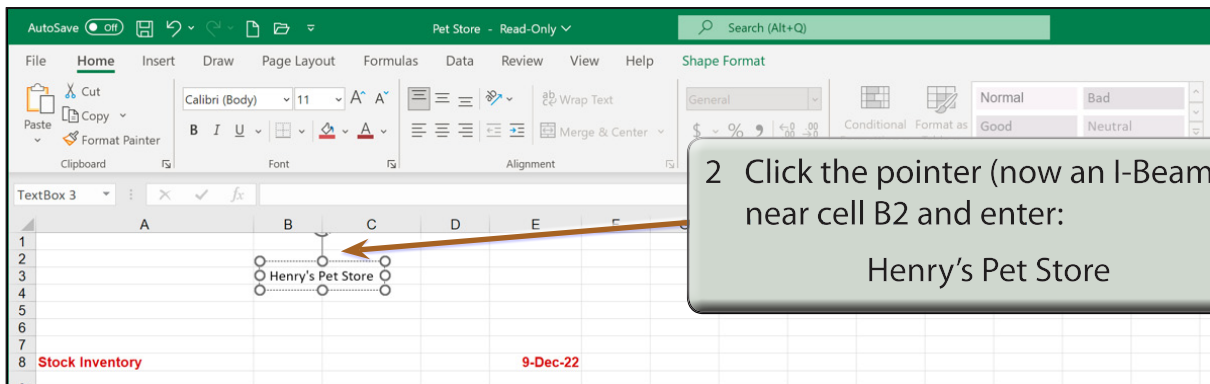 AutoSave Off Pet Store - Read-Only Search (Alt+Q)
File Home Insert Draw Page Layout Formulas Data Review View Help Shape Format
Cut
Copy
Paste
Format Painter
Calibri (Body) 11 A^ A˅
B I U A
ab Wrap Text
Merge & Center
General
$ % 9 .00
Conditional Format as
Normal Bad
Good Neutral
Clipboard Font Alignment
TextBox 3 fx
A B C D E
1
2
3 Henry's Pet Store
4
5
6
7
8 Stock Inventory 9-Dec-22
2 Click the pointer (now an I-Beam
near cell B2 and enter:
Henry’s Pet Store